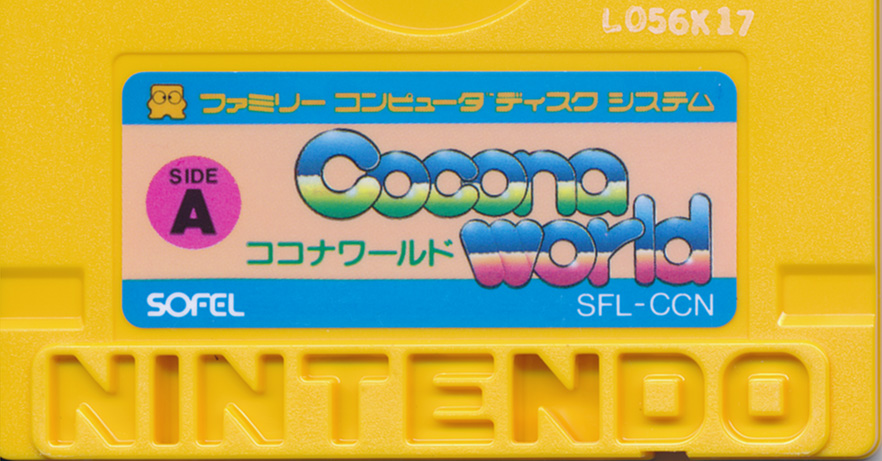 LO56K17
ファミリー コンピュータ ディスク システム
SIDE
A
Cocona
world
ココナワールド
SOFEL
SFL-CCN
NINTENDO